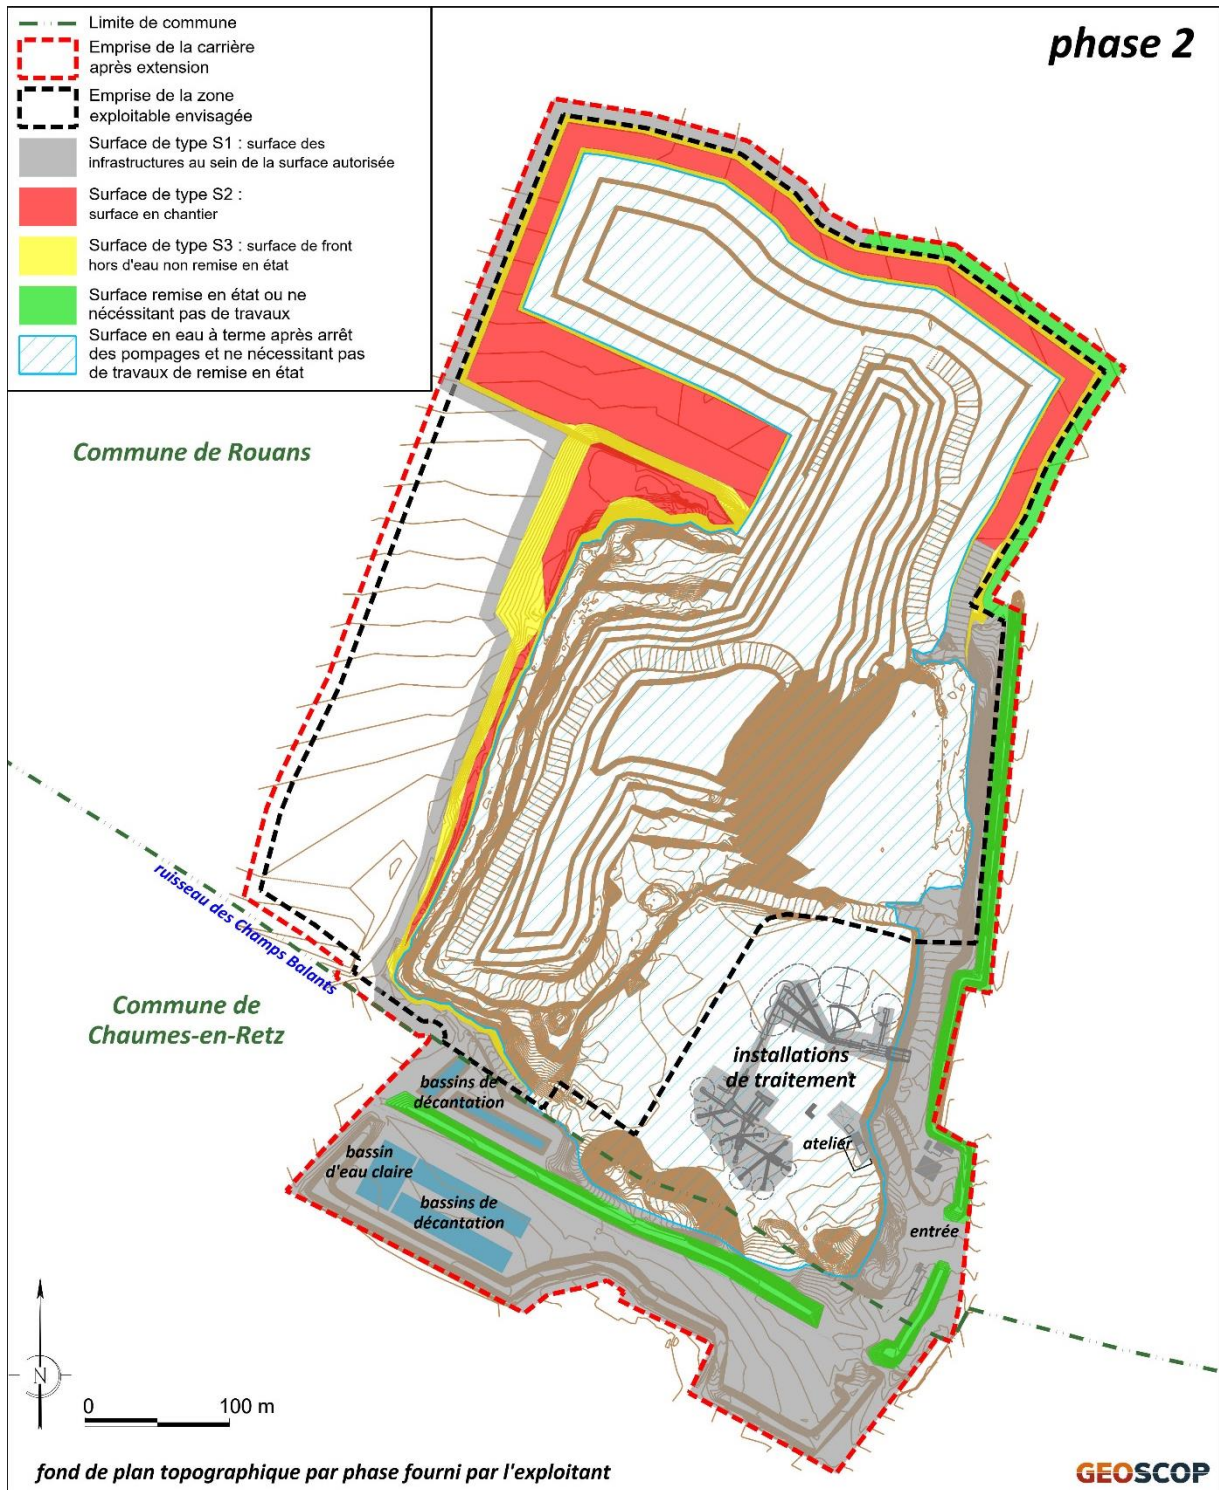 Limite de commune
Emprise de la carrière
après extension
Emprise de la zone
exploitable envisagée
Surface de type S1 : surface des
infrastructures au sein de la surface autorisée
Surface de type S2 :
surface en chantier
Surface de type S3 : surface de front
hors d'eau non remise en état
Surface remise en état ou ne
nécéssitant pas de travaux
Surface en eau à terme après arrêt
des pompages et ne nécessitant pas
de travaux de remise en état
phase 2
Commune de Rouans
ruisseau des Champs Balants
Commune de
Chaumes-en-Retz
installations
de traitement
bassins de
décantation
atelier
bassin
d'eau claire
bassins de
décantation
entrée
N
0 100 m
fond de plan topographique par phase fourni par l'exploitant
GEOSCOP